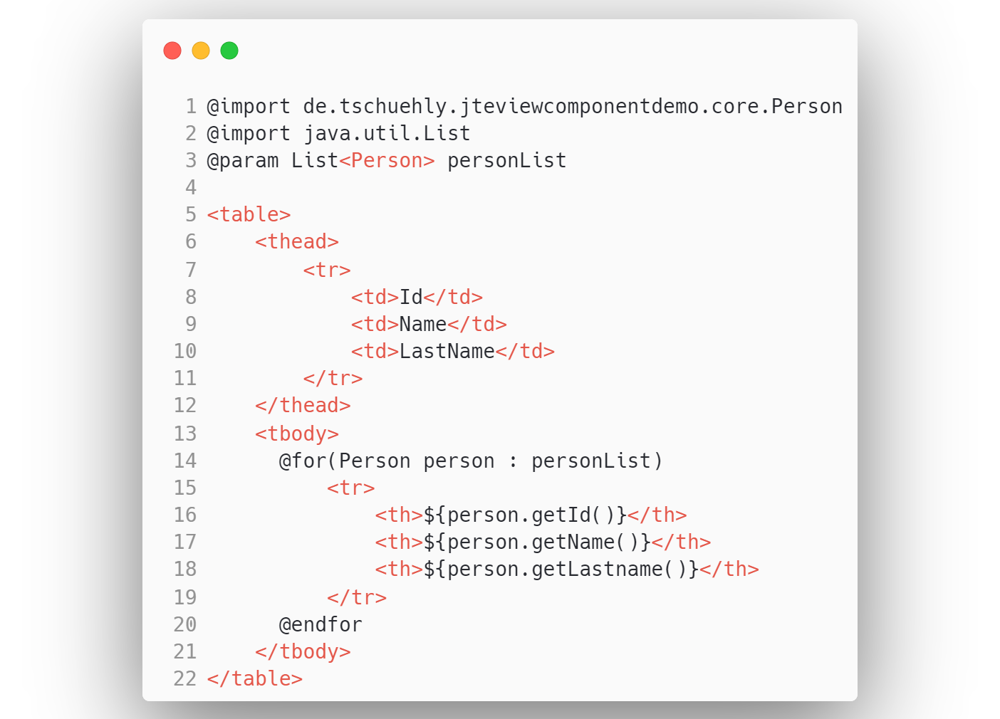 1 @import de.tschuehly.jteviewcomponentdemo.core.Person
2 @import java.util.List
3 @param List<Person> personList
4
5 <table>
6     <thead>
7         <tr>
8             <td>Id</td>
9             <td>Name</td>
10             <td>LastName</td>
11         </tr>
12     </thead>
13     <tbody>
14       @for(Person person : personList)
15           <tr>
16               <th>${person.getId()}</th>
17               <th>${person.getName()}</th>
18               <th>${person.getLastname()}</th>
19           </tr>
20       @endfor
21     </tbody>
22 </table>